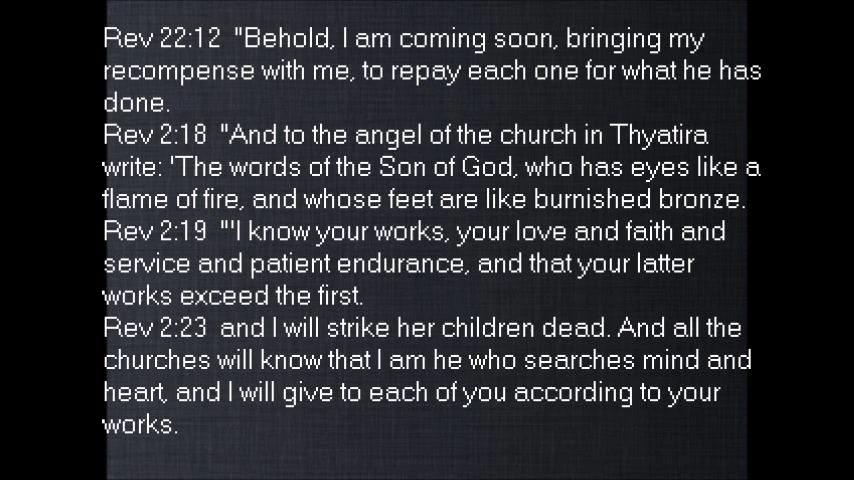 Rev 22:12  "Behold, I am coming soon, bringing my
recompense with me, to repay each one for what he has
done.
Rev 2:18  "And to the angel of the church in Thyatira
write: 'The words of the Son of God, who has eyes like a
flame of fire, and whose feet are like burnished bronze.
Rev 2:19  "'I know your works, your love and faith and
service and patient endurance, and that your latter
works exceed the first.
Rev 2:23  and I will strike her children dead. And all the
churches will know that I am he who searches mind and
heart, and I will give to each of you according to your
works.